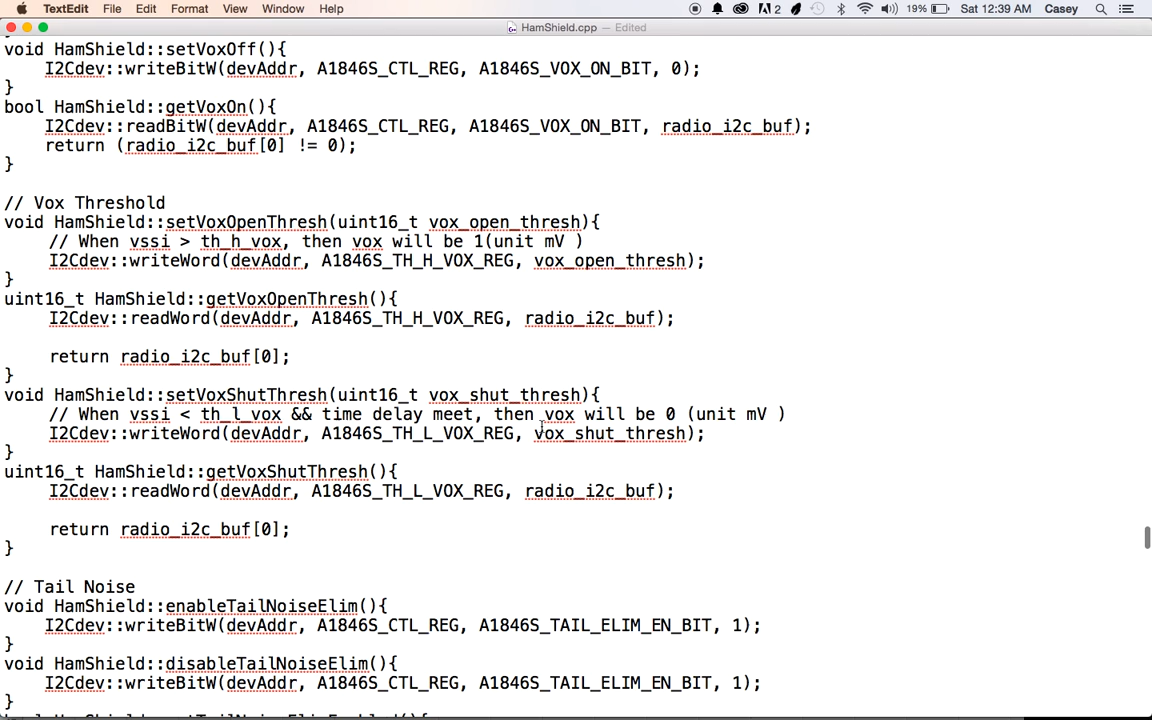 TextEdit File Edit Format View Window Help 2 19% Sat 12:39 AM Casey
HamShield.cpp — Edited
void HamShield::setVoxOff(){
I2Cdev::writeBitW(devAddr, A1846S_CTL_REG, A1846S_VOX_ON_BIT, 0);
}
bool HamShield::getVoxOn(){
I2Cdev::readBitW(devAddr, A1846S_CTL_REG, A1846S_VOX_ON_BIT, radio_i2c_buf);
return (radio_i2c_buf[0] != 0);
}
// Vox Threshold
void HamShield::setVoxOpenThresh(uint16_t vox_open_thresh){
// When vssi > th_h_vox, then vox will be 1(unit mV )
I2Cdev::writeWord(devAddr, A1846S_TH_H_VOX_REG, vox_open_thresh);
}
uint16_t HamShield::getVoxOpenThresh(){
I2Cdev::readWord(devAddr, A1846S_TH_H_VOX_REG, radio_i2c_buf);
return radio_i2c_buf[0];
}
void HamShield::setVoxShutThresh(uint16_t vox_shut_thresh){
// When vssi < th_l_vox && time delay meet, then vox will be 0 (unit mV )
I2Cdev::writeWord(devAddr, A1846S_TH_L_VOX_REG, vox_shut_thresh);
}
uint16_t HamShield::getVoxShutThresh(){
I2Cdev::readWord(devAddr, A1846S_TH_L_VOX_REG, radio_i2c_buf);
return radio_i2c_buf[0];
}
// Tail Noise
void HamShield::enableTailNoiseElim(){
I2Cdev::writeBitW(devAddr, A1846S_CTL_REG, A1846S_TAIL_ELIM_EN_BIT, 1);
}
void HamShield::disableTailNoiseElim(){
I2Cdev::writeBitW(devAddr, A1846S_CTL_REG, A1846S_TAIL_ELIM_EN_BIT, 1);
}